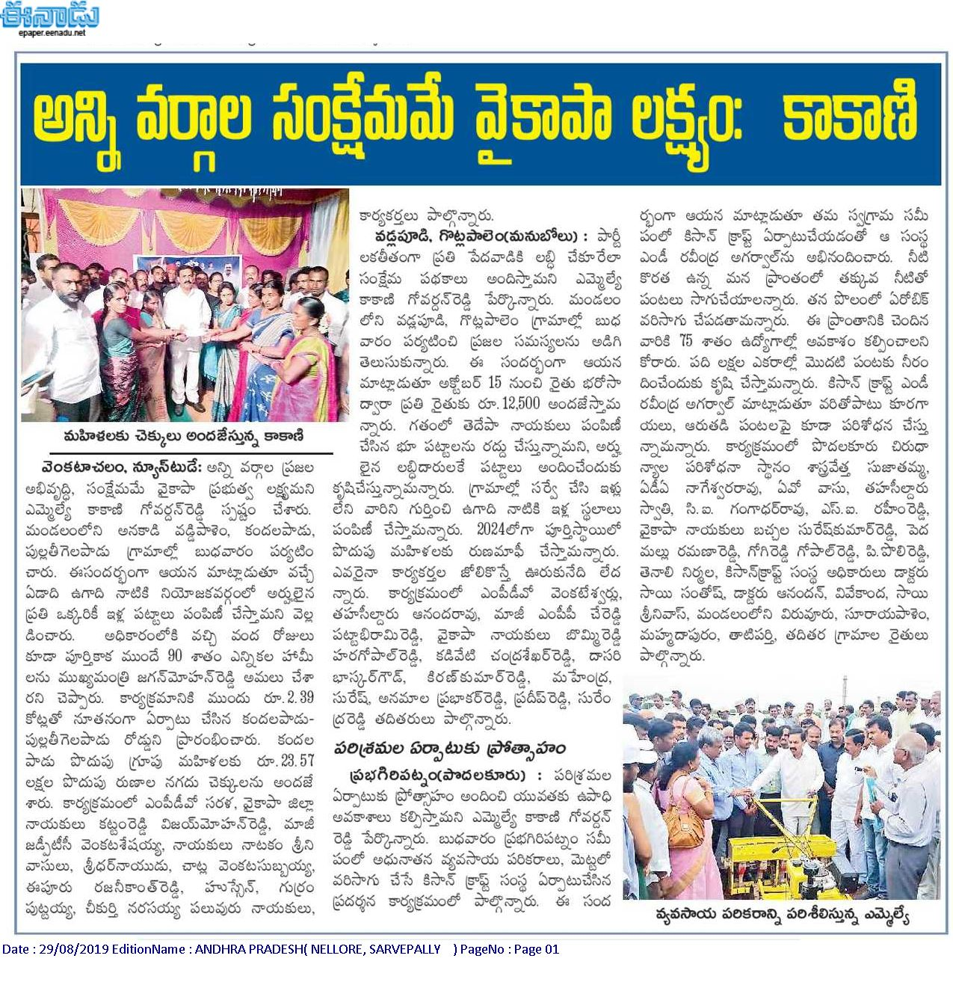 ఈనాడు
epaper.eenadu.net
అన్ని వర్గాల సంక్షేమమే వైకాపా లక్ష్యం: కాకాణి
మహిళలకు చెక్కులు అందజేస్తున్న కాకాణి
వెంకటాచలం, న్యూస్‌టుడే: అన్ని వర్గాల ప్రజల
అభివృద్ధి, సంక్షేమమే వైకాపా ప్రభుత్వ లక్ష్యమని
ఎమ్మెల్యే కాకాణి గోవర్దన్‌రెడ్డి స్పష్టం చేశారు.
మండలంలోని అనకాడి వడ్డిపాళెం, కందలపాడు,
పుల్లతీగెలపాడు గ్రామాల్లో బుధవారం పర్యటిం
చారు. ఈసందర్భంగా ఆయన మాట్లాడుతూ వచ్చే
ఏడాది ఉగాది నాటికి నియోజకవర్గంలో అర్హులైన
ప్రతి ఒక్కరికీ ఇళ్ల పట్టాలు పంపిణీ చేస్తామని వెల్ల
డించారు. అధికారంలోకి వచ్చి వంద రోజులు
కూడా పూర్తికాక ముందే 90 శాతం ఎన్నికల హామీ
లను ముఖ్యమంత్రి జగన్‌మోహన్‌రెడ్డి అమలు చేశా
రని చెప్పారు. కార్యక్రమానికి ముందు రూ.2.39
కోట్లతో నూతనంగా ఏర్పాటు చేసిన కందలపాడు-
పుల్లతీగెలపాడు రోడ్డుని ప్రారంభించారు. కందల
పాడు పొదుపు గ్రూపు మహిళలకు రూ.23.57
లక్షల పొదుపు రుణాల నగదు చెక్కులను అందజే
శారు. కార్యక్రమంలో ఎంపీడీవో సరళ, వైకాపా జిల్లా
నాయకులు కట్టంరెడ్డి విజయ్‌మోహన్‌రెడ్డి, మాజీ
జడ్పీటీసీ వెంకటశేషయ్య, నాయకులు నాటకం శ్రీని
వాసులు, శ్రీధర్‌నాయుడు, చాట్ల వెంకటసుబ్బయ్య,
ఈపూరు రజనీకాంత్‌రెడ్డి, హుస్సేన్, గుర్రం
పుట్టయ్య, చీకుర్తి నరసయ్య పలువురు నాయకులు,
కార్యకర్తలు పాల్గొన్నారు.
వడ్లపూడి, గొట్లపాలెం(మనుబోలు) : పార్టీ
లకతీతంగా ప్రతి పేదవాడికి లబ్ధి చేకూరేలా
సంక్షేమ పథకాలు అందిస్తామని ఎమ్మెల్యే
కాకాణి గోవర్దన్‌రెడ్డి పేర్కొన్నారు. మండలం
లోని వడ్లపూడి, గొట్లపాలెం గ్రామాల్లో బుధ
వారం పర్యటించి ప్రజల సమస్యలను అడిగి
తెలుసుకున్నారు. ఈ సందర్భంగా ఆయన
మాట్లాడుతూ అక్టోబర్ 15 నుంచి రైతు భరోసా
ద్వారా ప్రతి రైతుకు రూ.12,500 అందజేస్తామ
న్నారు. గతంలో తెదేపా నాయకులు పంపిణీ
చేసిన భూ పట్టాలను రద్దు చేస్తున్నామని, అర్హు
లైన లబ్ధిదారులకే పట్టాలు అందించేందుకు
కృషిచేస్తున్నామన్నారు. గ్రామాల్లో సర్వే చేసి ఇళ్లు
లేని వారిని గుర్తించి ఉగాది నాటికి ఇళ్ల స్థలాలు
పంపిణీ చేస్తామన్నారు. 2024లోగా పూర్తిస్థాయిలో
పొదుపు మహిళలకు రుణమాఫీ చేస్తామన్నారు.
ఎవరైనా కార్యకర్తల జోలికొస్తే ఊరుకునేది లేద
న్నారు. కార్యక్రమంలో ఎంపీడీవో వెంకటేశ్వర్లు,
తహసీల్దారు ఆనందరావు, మాజీ ఎంపీపీ చేరెడ్డి
పట్టాభిరామిరెడ్డి, వైకాపా నాయకులు బొమ్మిరెడ్డి
హరగోపాల్‌రెడ్డి, కడివేటి చంద్రశేఖర్‌రెడ్డి, దాసరి
భాస్కర్‌గౌడ్, కిరణ్‌కుమార్‌రెడ్డి, మహేంద్ర,
సురేష్, అనమాల ప్రభాకర్‌రెడ్డి, ప్రదీప్‌రెడ్డి, సురేం
ద్రరెడ్డి తదితరులు పాల్గొన్నారు.
పరిశ్రమల ఏర్పాటుకు ప్రోత్సాహం
ప్రభగిరిపట్నం(పొదలకూరు) : పరిశ్రమల
ఏర్పాటుకు ప్రోత్సాహం అందించి యువతకు ఉపాధి
అవకాశాలు కల్పిస్తామని ఎమ్మెల్యే కాకాణి గోవర్దన్
రెడ్డి పేర్కొన్నారు. బుధవారం ప్రభగిరిపట్నం సమీ
పంలో అధునాతన వ్యవసాయ పరికరాలు, మెట్టలో
వరిసాగు చేసే కిసాన్ క్రాఫ్ట్ సంస్థ ఏర్పాటుచేసిన
ప్రదర్శన కార్యక్రమంలో పాల్గొన్నారు. ఈ సంద
ర్భంగా ఆయన మాట్లాడుతూ తమ స్వగ్రామ సమీ
పంలో కిసాన్ క్రాఫ్ట్ ఏర్పాటుచేయడంతో ఆ సంస్థ
ఎండీ రవీంద్ర అగర్వాల్‌ను అభినందించారు. నీటి
కొరత ఉన్న మన ప్రాంతంలో తక్కువ నీటితో
పంటలు సాగుచేయాలన్నారు. తన పొలంలో ఏరోబిక్
వరిసాగు చేపడతామన్నారు. ఈ ప్రాంతానికి చెందిన
వారికి 75 శాతం ఉద్యోగాల్లో అవకాశం కల్పించాలని
కోరారు. పది లక్షల ఎకరాల్లో మొదటి పంటకు నీరం
దించేందుకు కృషి చేస్తామన్నారు. కిసాన్ క్రాఫ్ట్ ఎండీ
రవీంద్ర అగర్వాల్ మాట్లాడుతూ వరితోపాటు కూరగా
యలు, ఆరుతడి పంటలపై కూడా పరిశోధన చేస్తు
న్నామన్నారు. కార్యక్రమంలో పొదలకూరు చిరుధా
న్యాల పరిశోధనా స్థానం శాస్త్రవేత్త సుజాతమ్మ,
ఏడీఏ నాగేశ్వరరావు, ఏవో వాసు, తహసీల్దారు
స్వాతి, సి.ఐ. గంగాధర్‌రావు, ఎస్.ఐ. రహీంరెడ్డి,
వైకాపా నాయకులు బచ్చల సురేష్‌కుమార్‌రెడ్డి, పెద
మల్లు రమణారెడ్డి, గోగిరెడ్డి గోపాల్‌రెడ్డి, పి.పొలిరెడ్డి,
తెనాలి నిర్మల, కిసాన్‌క్రాఫ్ట్ సంస్థ అధికారులు డాక్టరు
సాయి సంతోష్, డాక్టరు ఆనందన్, వివేకాంద, సాయి
శ్రీనివాస్, మండలంలోని విరువూరు, సూరాయపాళెం,
మహ్మదాపురం, తాటిపర్తి, తదితర గ్రామాల రైతులు
పాల్గొన్నారు.
వ్యవసాయ పరికరాన్ని పరిశీలిస్తున్న ఎమ్మెల్యే
Date : 29/08/2019 EditionName : ANDHRA PRADESH( NELLORE, SARVEPALLY ) PageNo : Page 01